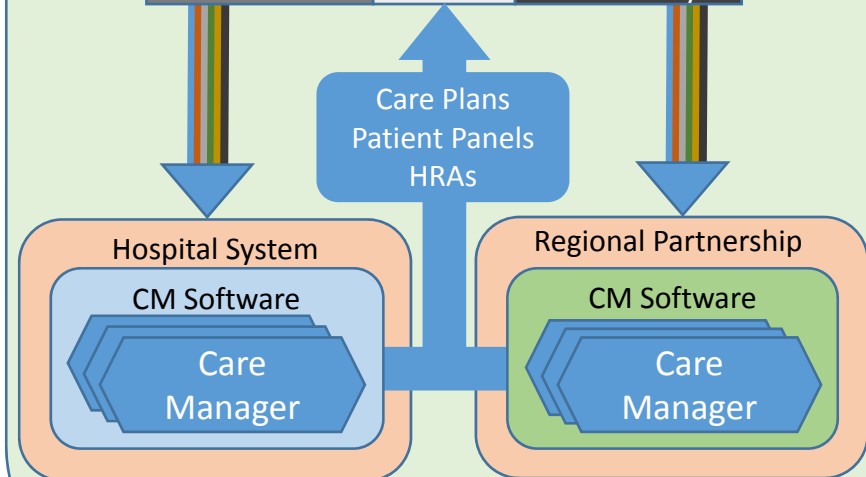 Care Plans
Patient Panels
HRAs
Hospital System
CM Software
Care
Manager
Regional Partnership
CM Software
Care
Manager